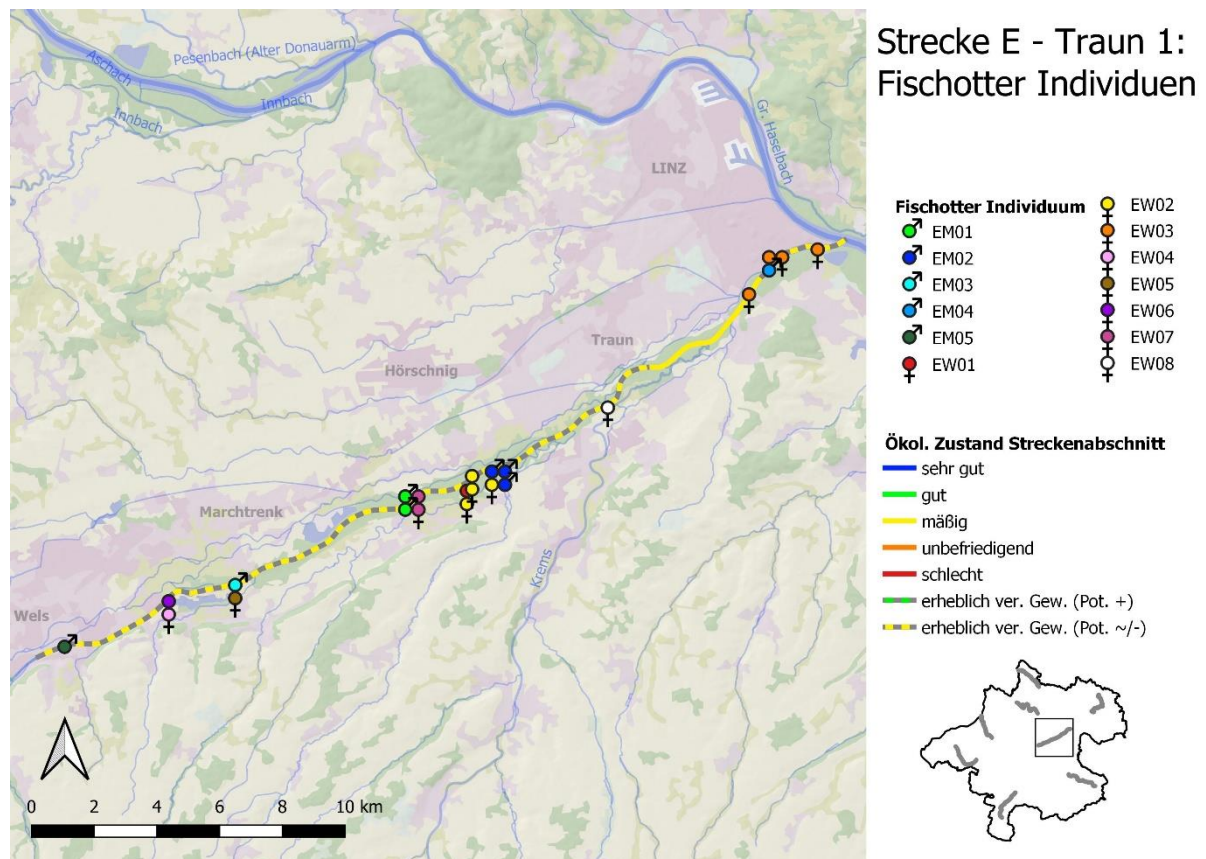 Strecke E - Traun 1:
Fischotter Individuen
Pesenbach (Alter Donauarm)
Aschach
Innbach
Innbach
Gr. Haselbach
LINZ
Traun
Hörschnig
Marchtrenk
Krems
Wels
0 2 4 6 8 10 km
Fischotter Individuum
EM01
EM02
EM03
EM04
EM05
EW01
EW02
EW03
EW04
EW05
EW06
EW07
EW08
Ökol. Zustand Streckenabschnitt
sehr gut
gut
mäßig
unbefriedigend
schlecht
erheblich ver. Gew. (Pot. +)
erheblich ver. Gew. (Pot. ~/-)